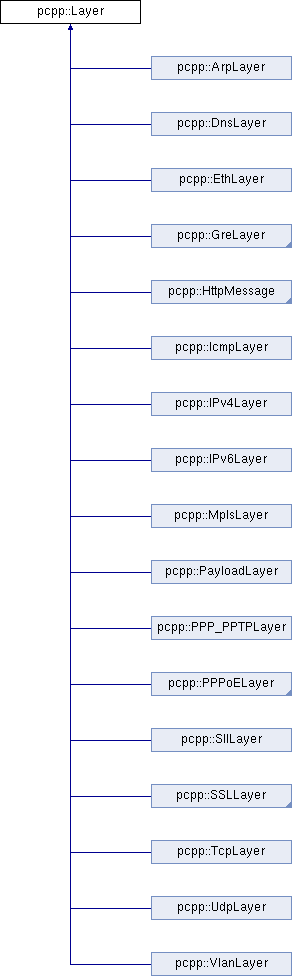 pcpp::Layer
pcpp::ArpLayer
pcpp::DnsLayer
pcpp::EthLayer
pcpp::GreLayer
pcpp::HttpMessage
pcpp::IcmpLayer
pcpp::IPv4Layer
pcpp::IPv6Layer
pcpp::MplsLayer
pcpp::PayloadLayer
pcpp::PPP_PPTPLayer
pcpp::PPPoELayer
pcpp::SllLayer
pcpp::SSLLayer
pcpp::TcpLayer
pcpp::UdpLayer
pcpp::VlanLayer